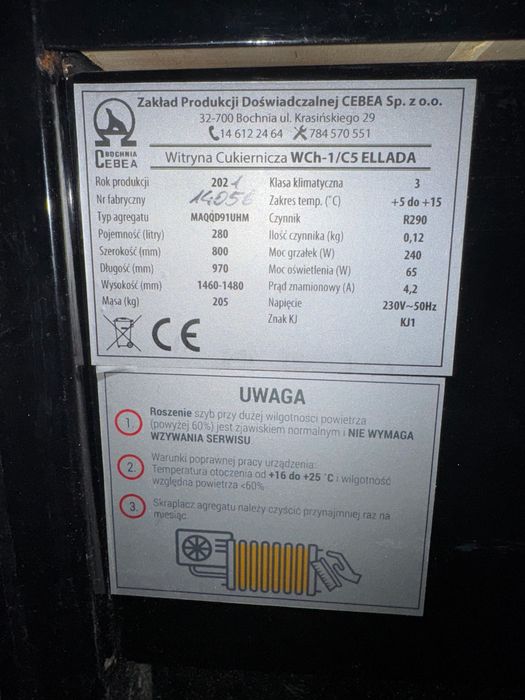 Zakład Produkcji Doświadczalnej CEBEA Sp. z o.o.
32-700 Bochnia ul. Krasińskiego 29
14 612 24 64 784 570 551
BOCHNIA
CEBEA
Witryna Cukiernicza WCh-1/C5 ELLADA
Rok produkcji 2021 Klasa klimatyczna 3
Nr fabryczny 14056 Zakres temp. (°C) +5 do +15
Typ agregatu MAQQD91UHM Czynnik R290
Pojemność (litry) 280 Ilość czynnika (kg) 0,12
Szerokość (mm) 800 Moc grzałek (W) 240
Długość (mm) 970 Moc oświetlenia (W) 65
Wysokość (mm) 1460-1480 Prąd znamionowy (A) 4,2
Masa (kg) 205 Napięcie 230V~50Hz
Znak KJ KJ1
CE
UWAGA
1. Roszenie szyb przy dużej wilgotności powietrza
(powyżej 60%) jest zjawiskiem normalnym i NIE WYMAGA
WZYWANIA SERWISU.
2. Warunki poprawnej pracy urządzenia:
Temperatura otoczenia od +16 do +25 °C i wilgotność
względna powietrza <60%
3. Skraplacz agregatu należy czyścić przynajmniej raz na
miesiąc.